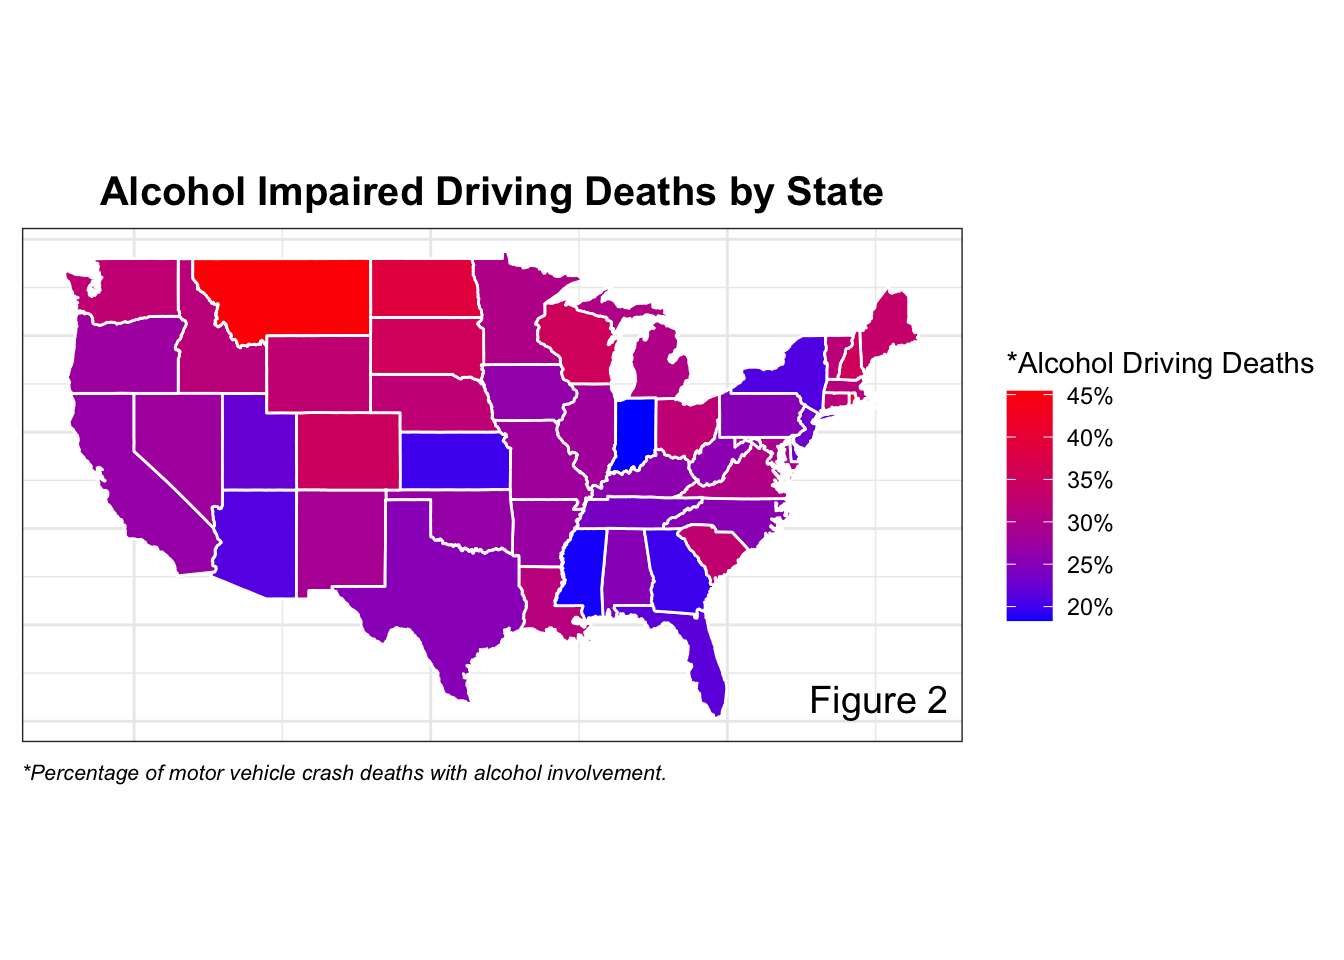 Alcohol Impaired Driving Deaths by State
*Alcohol Driving Deaths
45%
40%
35%
30%
25%
20%
Figure 2
*Percentage of motor vehicle crash deaths with alcohol involvement.